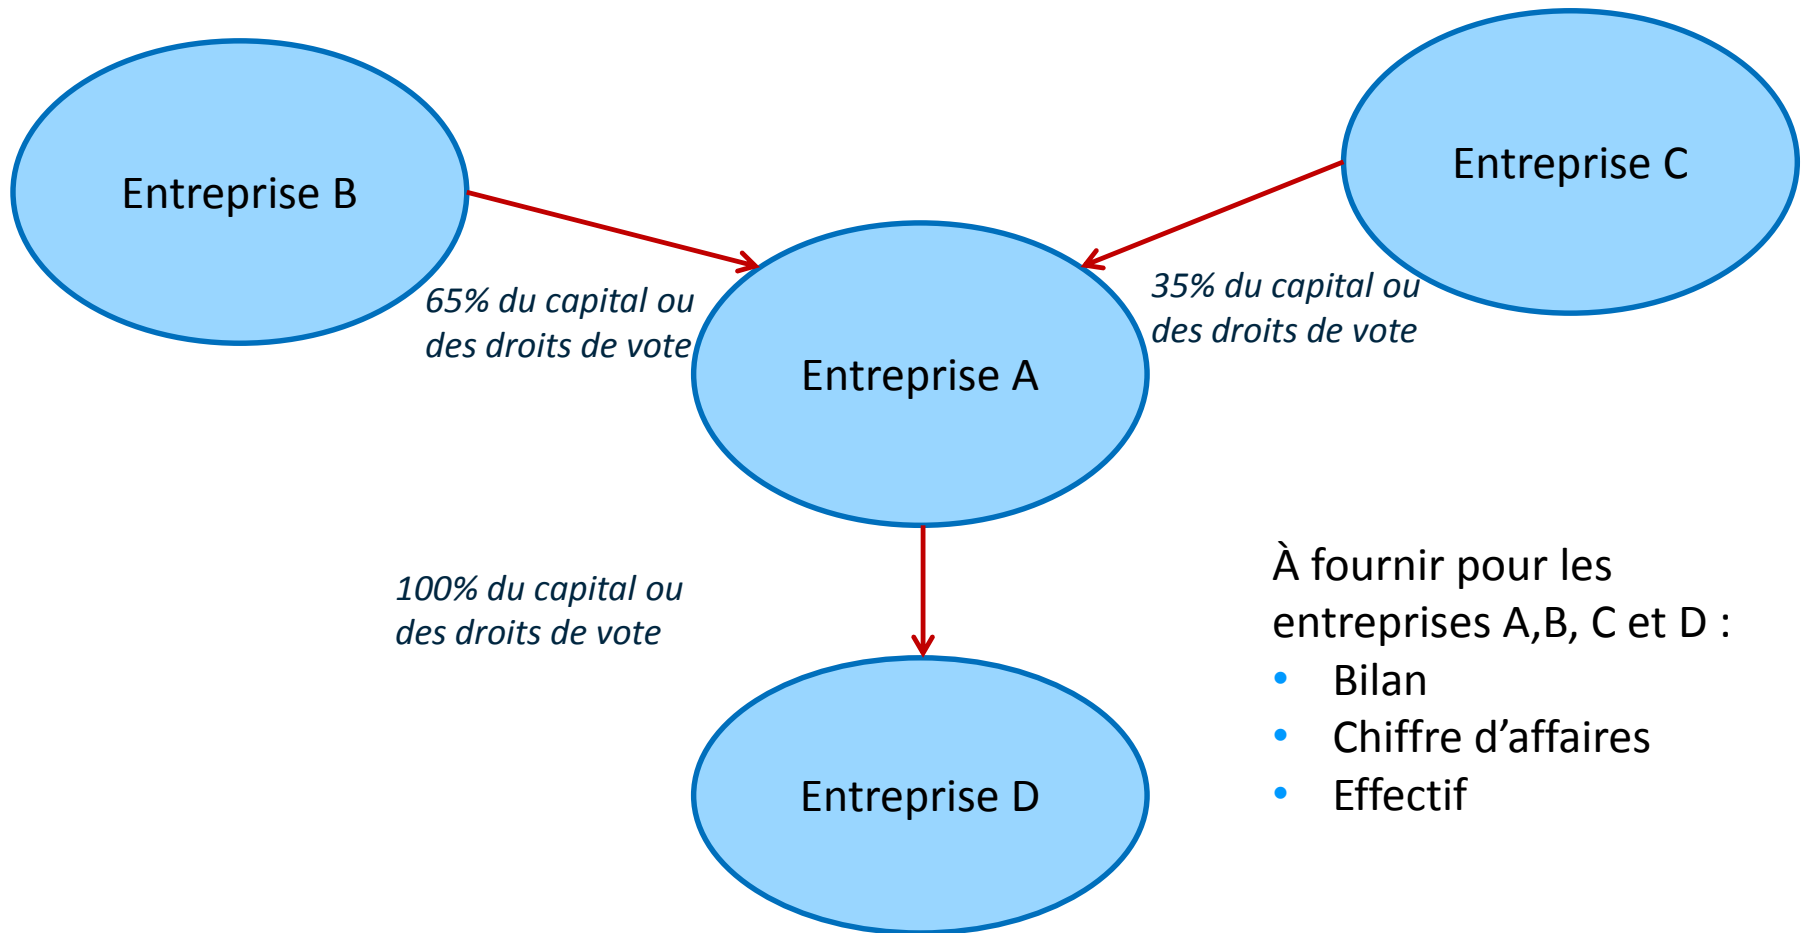 Entreprise B
Entreprise C
65% du capital ou
des droits de vote
35% du capital ou
des droits de vote
Entreprise A
100% du capital ou
des droits de vote
Entreprise D
À fournir pour les
entreprises A,B, C et D :
• Bilan
• Chiffre d’affaires
• Effectif